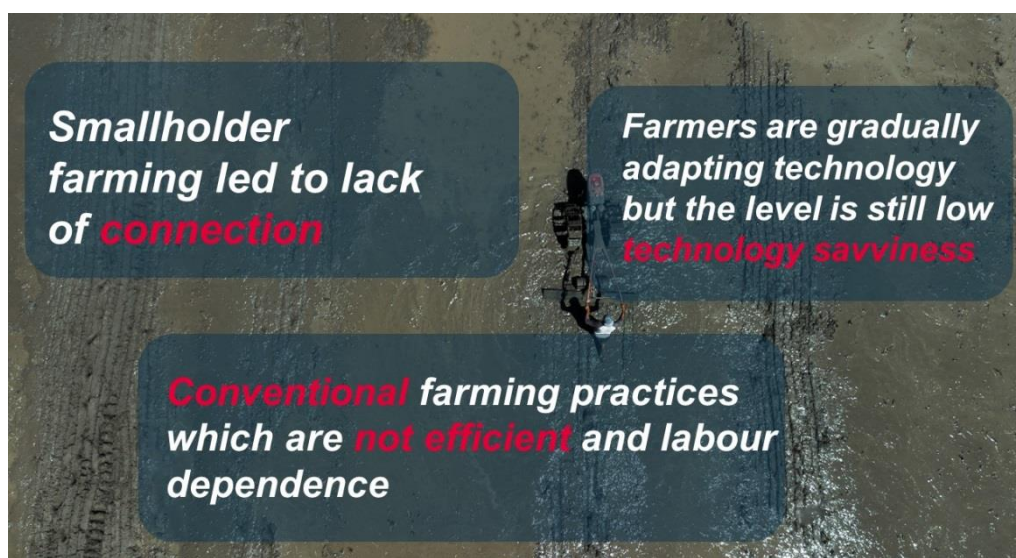 Smallholder
farming led to lack
of connection
Farmers are gradually
adapting technology
but the level is still low
technology savviness
Conventional farming practices
which are not efficient and labour
dependence